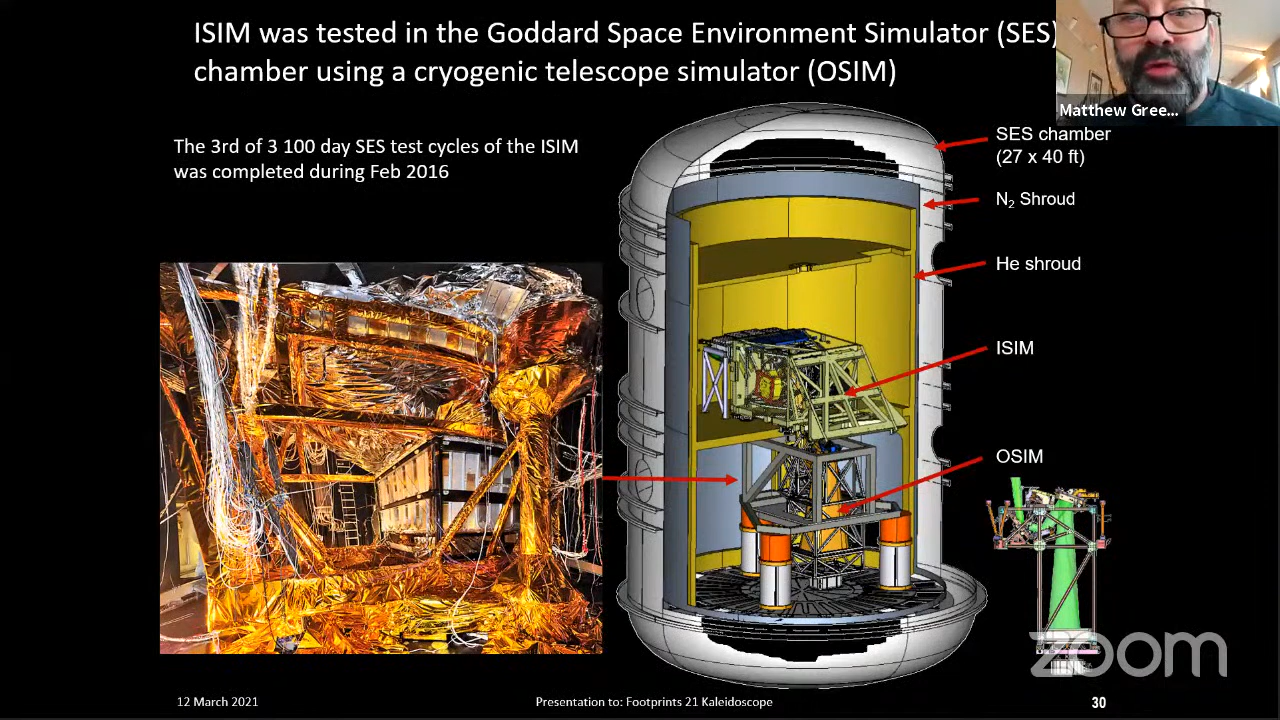 ISIM was tested in the Goddard Space Environment Simulator (SES)
chamber using a cryogenic telescope simulator (OSIM)
Matthew Gree...
The 3rd of 3 100 day SES test cycles of the ISIM
was completed during Feb 2016
SES chamber
(27 x 40 ft)
N₂ Shroud
He shroud
ISIM
OSIM
zoom
12 March 2021
Presentation to: Footprints 21 Kaleidoscope
30